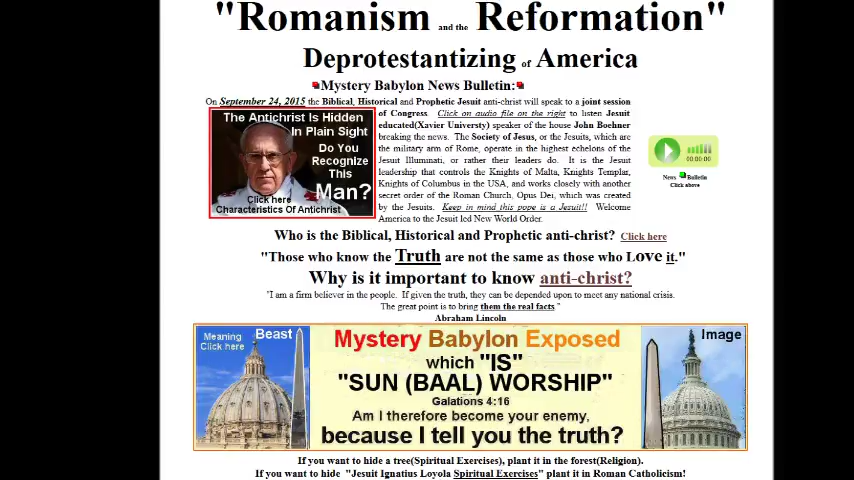 "Romanism and the Reformation"
Deprotestantizing of America
Mystery Babylon News Bulletin:
On September 24, 2015 the Biblical, Historical and Prophetic Jesuit anti-christ will speak to a joint session
of Congress. Click on an audio file on the right to listen Jesuit
educated(Xavier Universty) speaker of the house John Boehner
breaking the news. The Society of Jesus, or the Jesuits, which are
the military arm of Rome, operate in the highest echelons of the
Jesuit Illuminati, or rather their leaders do. It is the Jesuit
leadership that controls the Knights of Malta, Knights Templar,
Knights of Columbus in the USA, and works closely with another
secret order of the Roman Church, Opus Dei, which was created
by the Jesuits. Keep in mind this pope is a Jesuit!! Welcome
America to the Jesuit led New World Order.
The Antichrist Is Hidden
In Plain Sight
Do You
Recognize
This
Man?
Click here
Characteristics Of Antichrist
00:00:00
News Bulletin
Click above
Who is the Biblical, Historical and Prophetic anti-christ? Click here
"Those who know the Truth are not the same as those who Love it."
Why is it important to know anti-christ?
"I am a firm believer in the people. If given the truth, they can be depended upon to meet any national crisis.
The great point is to bring them the real facts "
Abraham Lincoln
Meaning
Click here
Beast
Mystery Babylon Exposed
which "IS"
"SUN (BAAL) WORSHIP"
Galations 4:16
Am I therefore become your enemy,
because I tell you the truth?
Image
If you want to hide a tree(Spiritual Exercises), plant it in the forest(Religion).
If you want to hide "Jesuit Ignatius Loyola Spiritual Exercises" plant it in Roman Catholicism!